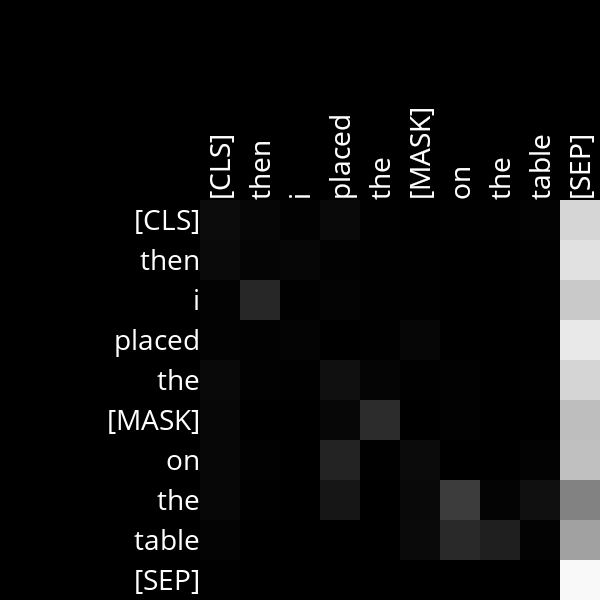 [CLS] then i placed the [MASK] on the table [SEP]
[CLS]
then
i
placed
the
[MASK]
on
the
table
[SEP]